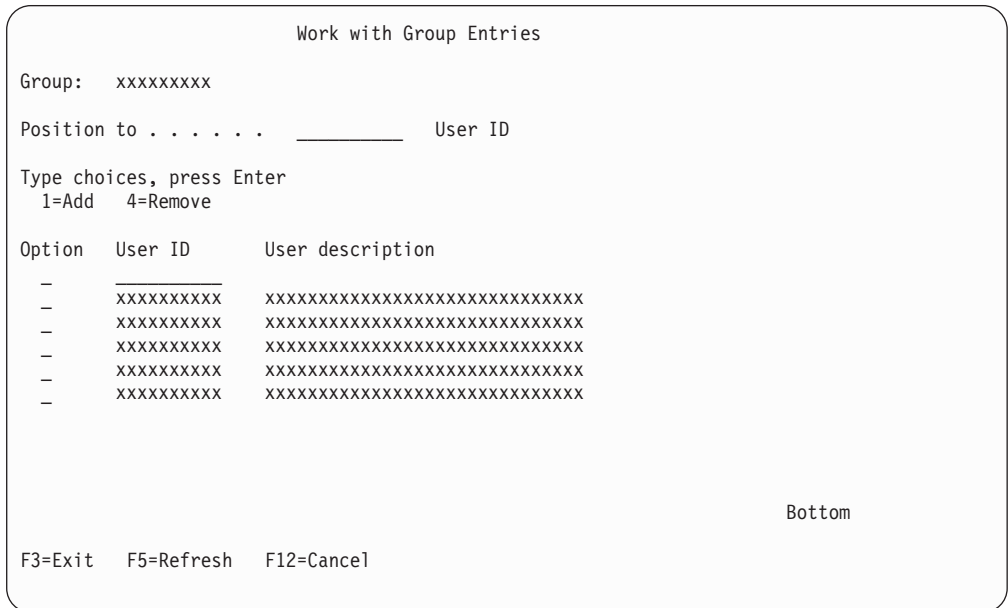 Work with Group Entries
Group: xxxxxxxxx
Position to . . . . . . __________ User ID
Type choices, press Enter
1=Add 4=Remove
Option User ID User description
_ __________
_ xxxxxxxxxx xxxxxxxxxxxxxxxxxxxxxxxxxxxxxx
_ xxxxxxxxxx xxxxxxxxxxxxxxxxxxxxxxxxxxxxxx
_ xxxxxxxxxx xxxxxxxxxxxxxxxxxxxxxxxxxxxxxx
_ xxxxxxxxxx xxxxxxxxxxxxxxxxxxxxxxxxxxxxxx
_ xxxxxxxxxx xxxxxxxxxxxxxxxxxxxxxxxxxxxxxx
Bottom
F3=Exit F5=Refresh F12=Cancel